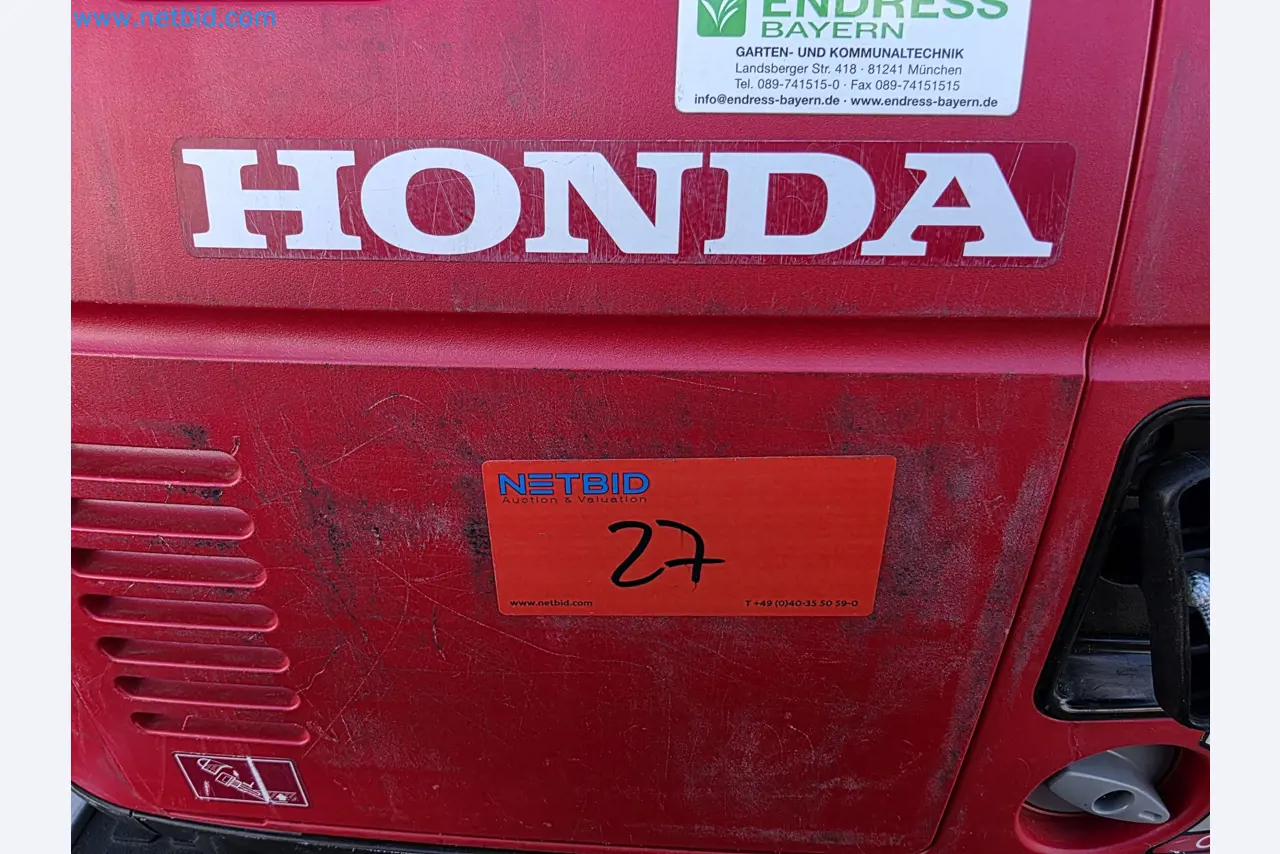 www.netbid.com
ENDRESS
BAYERN
GARTEN- UND KOMMUNALTECHNIK
Landsberger Str. 418 · 81241 München
Tel. 089-741515-0 · Fax 089-74151515
info@endress-bayern.de · www.endress-bayern.de
HONDA
NETBID
Auction & Valuation
27
www.netbid.com T +49 (0)40-35 50 59-0